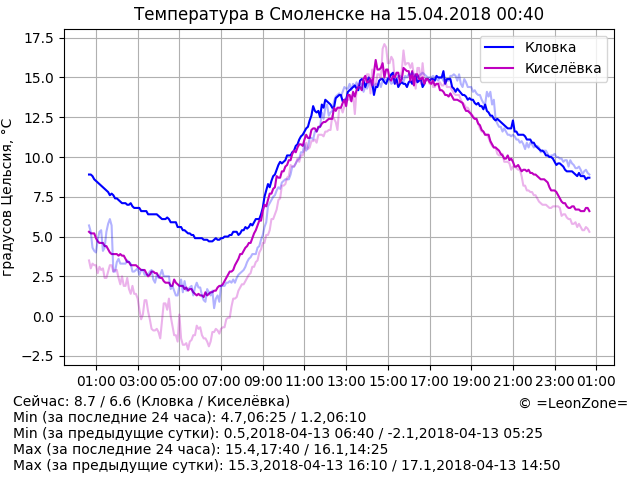 Температура в Смоленске на 15.04.2018 00:40
17.5
15.0
12.5
10.0
7.5
5.0
2.5
0.0
−2.5
градусов Цельсия, °С
Кловка
Киселёвка
01:00 03:00 05:00 07:00 09:00 11:00 13:00 15:00 17:00 19:00 21:00 23:00 01:00
Сейчас: 8.7 / 6.6 (Кловка / Киселёвка)
© =LeonZone=
Min (за последние 24 часа): 4.7,06:25 / 1.2,06:10
Min (за предыдущие сутки): 0.5,2018-04-13 06:40 / -2.1,2018-04-13 05:25
Max (за последние 24 часа): 15.4,17:40 / 16.1,14:25
Max (за предыдущие сутки): 15.3,2018-04-13 16:10 / 17.1,2018-04-13 14:50